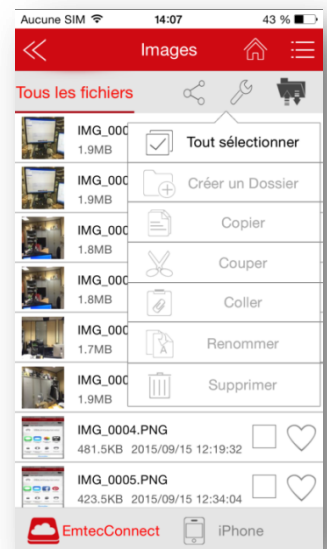 Aucune SIM 14:07 43 %
Images
Tous les fichiers
IMG_000
1.9MB
IMG_000
1.9MB
IMG_000
1.8MB
IMG_000
1.8MB
IMG_000
1.7MB
IMG_000
1.9MB
Tout sélectionner
Créer un Dossier
Copier
Couper
Coller
Renommer
Supprimer
IMG_0004.PNG
481.5KB 2015/09/15 12:19:32
IMG_0005.PNG
423.5KB 2015/09/15 12:34:04
EmtecConnect iPhone